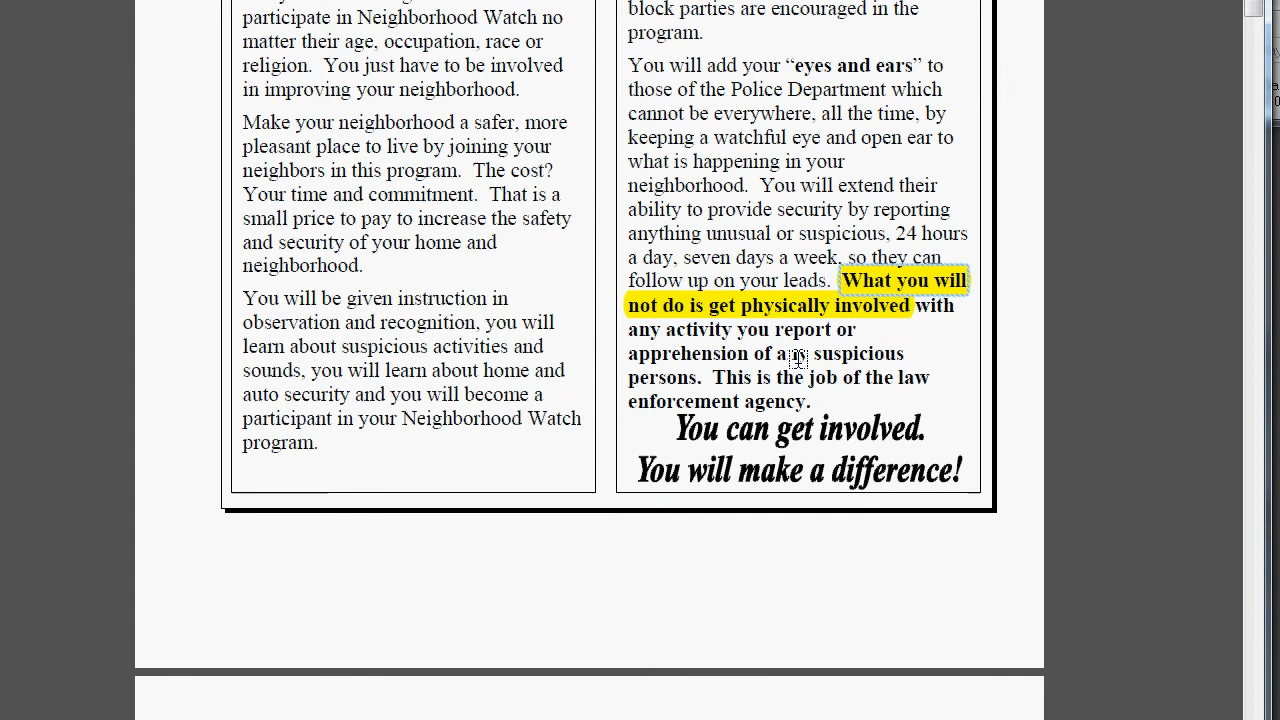 participate in Neighborhood Watch no
matter their age, occupation, race or
religion.  You just have to be involved
in improving your neighborhood.
Make your neighborhood a safer, more
pleasant place to live by joining your
neighbors in this program.  The cost?
Your time and commitment.  That is a
small price to pay to increase the safety
and security of your home and
neighborhood.
You will be given instruction in
observation and recognition, you will
learn about suspicious activities and
sounds, you will learn about home and
auto security and you will become a
participant in your Neighborhood Watch
program.
block parties are encouraged in the
program.
You will add your “eyes and ears” to
those of the Police Department which
cannot be everywhere, all the time, by
keeping a watchful eye and open ear to
what is happening in your
neighborhood.  You will extend their
ability to provide security by reporting
anything unusual or suspicious, 24 hours
a day, seven days a week, so they can
follow up on your leads.  What you will
not do is get physically involved with
any activity you report or
apprehension of any suspicious
persons.  This is the job of the law
enforcement agency.
You can get involved.
You will make a difference!